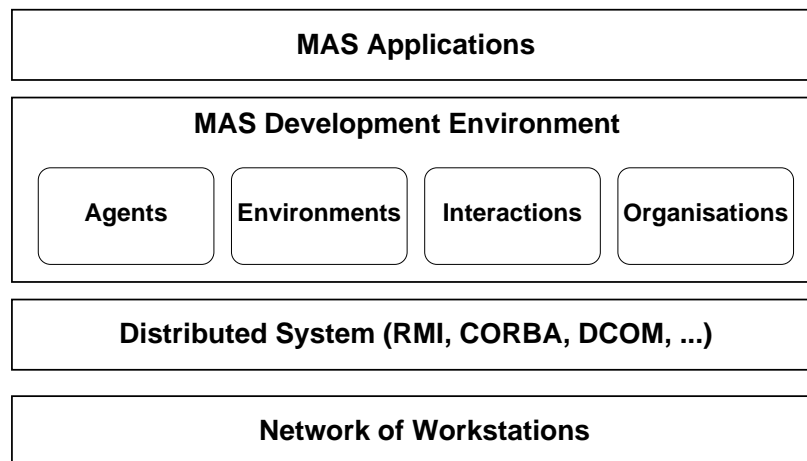 MAS Applications
MAS Development Environment
Agents
Environments
Interactions
Organisations
Distributed System (RMI, CORBA, DCOM, ...)
Network of Workstations